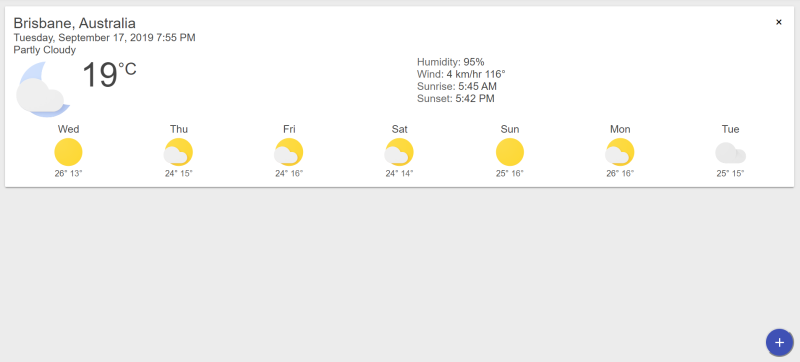 Brisbane, Australia
×
Tuesday, September 17, 2019 7:55 PM
Partly Cloudy
19°C
Humidity: 95%
Wind: 4 km/hr 116°
Sunrise: 5:45 AM
Sunset: 5:42 PM
Wed Thu Fri Sat Sun Mon Tue
26° 13° 24° 15° 24° 16° 24° 14° 25° 16° 26° 16° 25° 15°
+